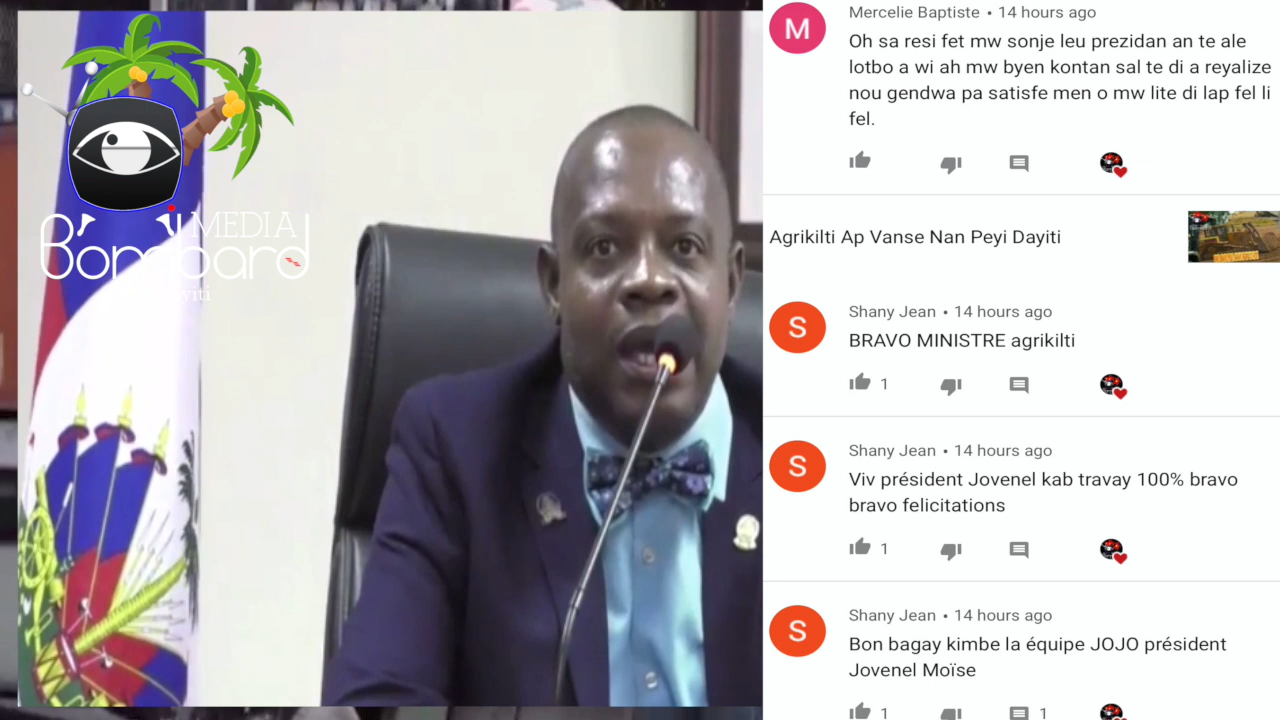 MEDIA
Bombard
M
Mercelie Baptiste • 14 hours ago
Oh sa resi fet mw sonje leu prezidan an te ale
lotbo a wi ah mw byen kontan sal te di a reyalize
nou gendwa pa satisfe men o mw lite di lap fel li
fel.
Agrikilti Ap Vanse Nan Peyi Dayiti
S
Shany Jean • 14 hours ago
BRAVO MINISTRE agrikilti
1
S
Shany Jean • 14 hours ago
Viv président Jovenel kab travay 100% bravo
bravo felicitations
1
S
Shany Jean • 14 hours ago
Bon bagay kimbe la équipe JOJO président
Jovenel Moïse
1
1